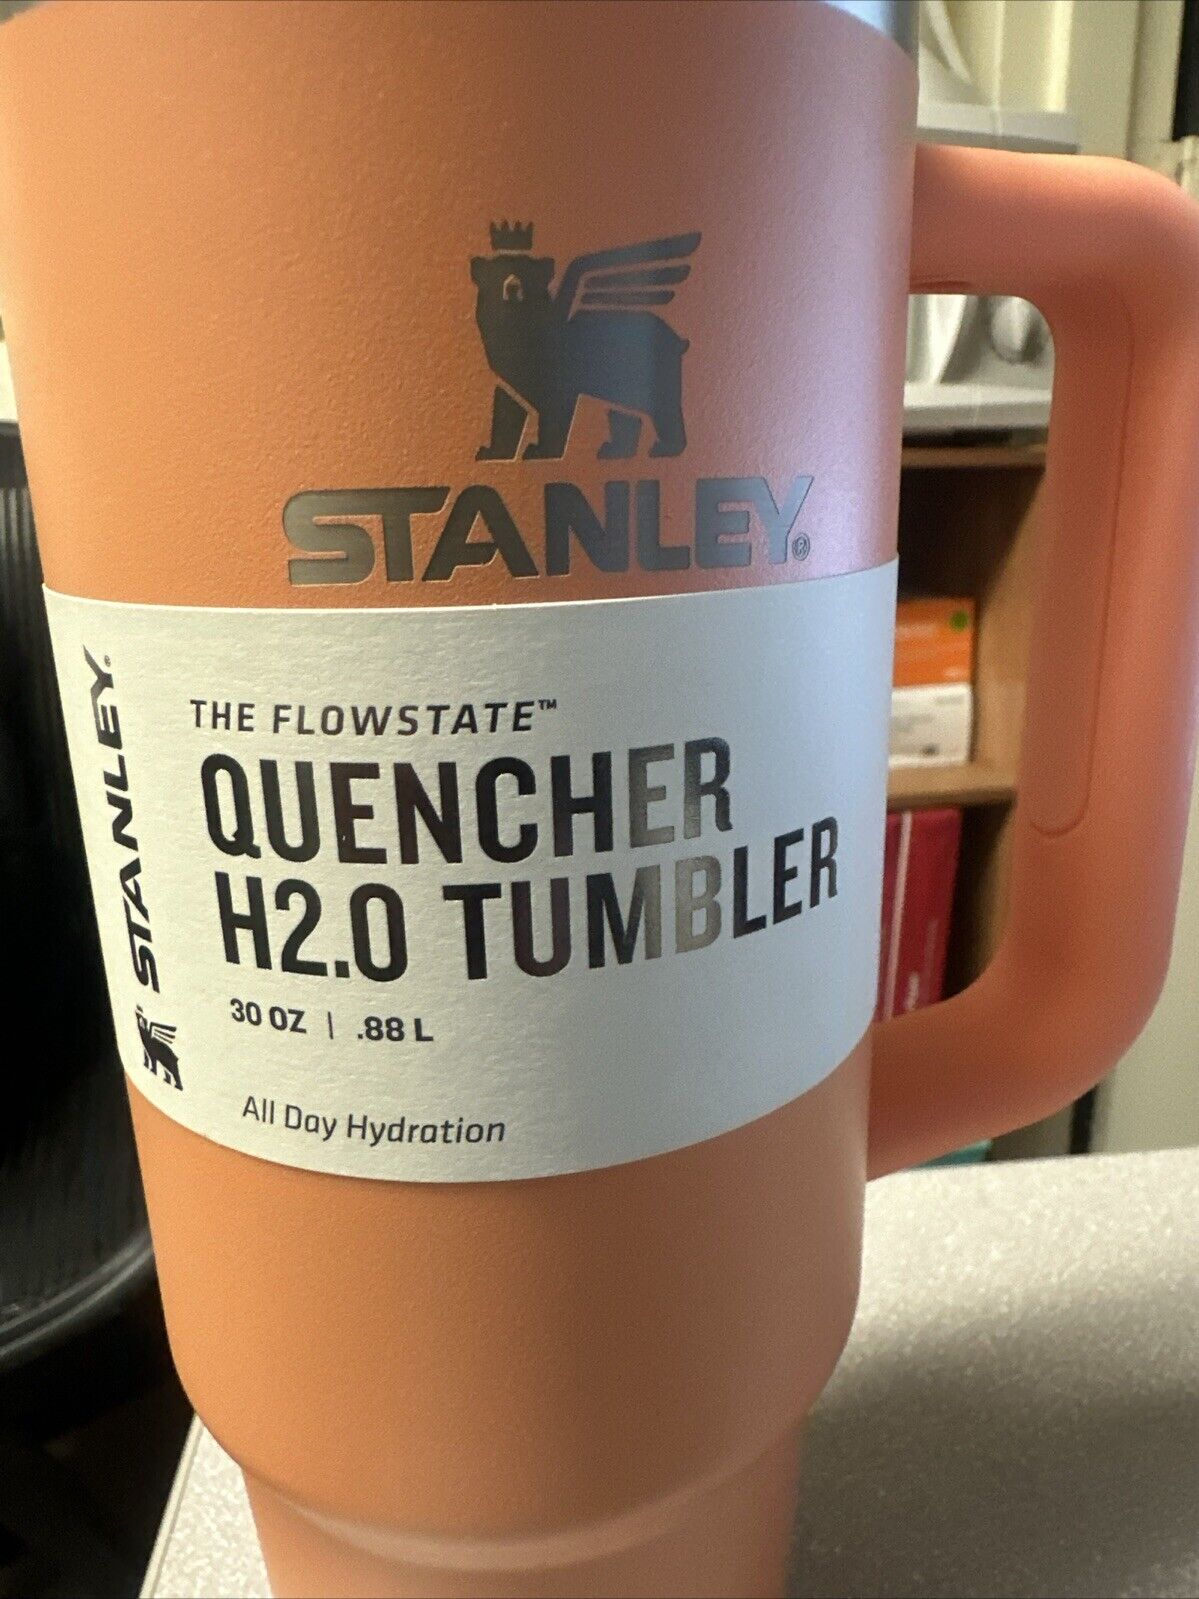 STANLEY®
STANLEY®
THE FLOWSTATE™
QUENCHER
H2.0 TUMBLER
30 OZ | .88 L
All Day Hydration